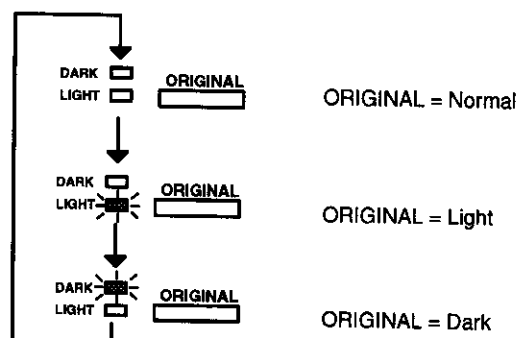 DARK
ORIGINAL
LIGHT
ORIGINAL = Normal
DARK
ORIGINAL
LIGHT
ORIGINAL = Light
DARK
ORIGINAL
LIGHT
ORIGINAL = Dark